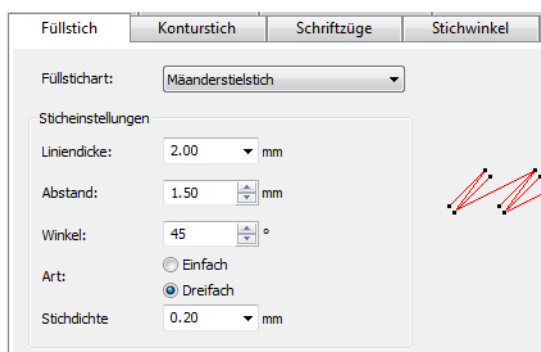 Füllstich Konturstich Schriftzüge Stichwinkel
Füllstichart: Mäanderstielstich
Sticheinstellungen
Liniendicke: 2.00 mm
Abstand: 1.50 mm
Winkel: 45 °
Art: Einfach
Dreifach
Stichdichte 0.20 mm